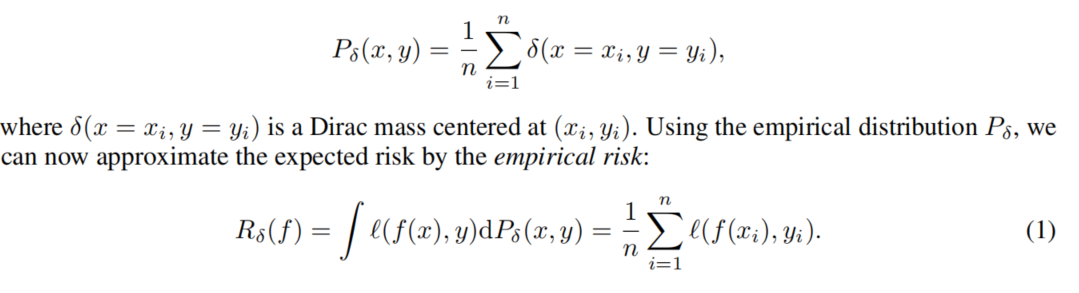 P_δ(x, y) = \frac{1}{n} \sum_{i=1}^{n} δ(x = x_i, y = y_i),
where δ(x = x_i, y = y_i) is a Dirac mass centered at (x_i, y_i). Using the empirical distribution P_δ, we
can now approximate the expected risk by the empirical risk:
R_δ(f) = \int ℓ(f(x), y)dP_δ(x, y) = \frac{1}{n} \sum_{i=1}^{n} ℓ(f(x_i), y_i). (1)